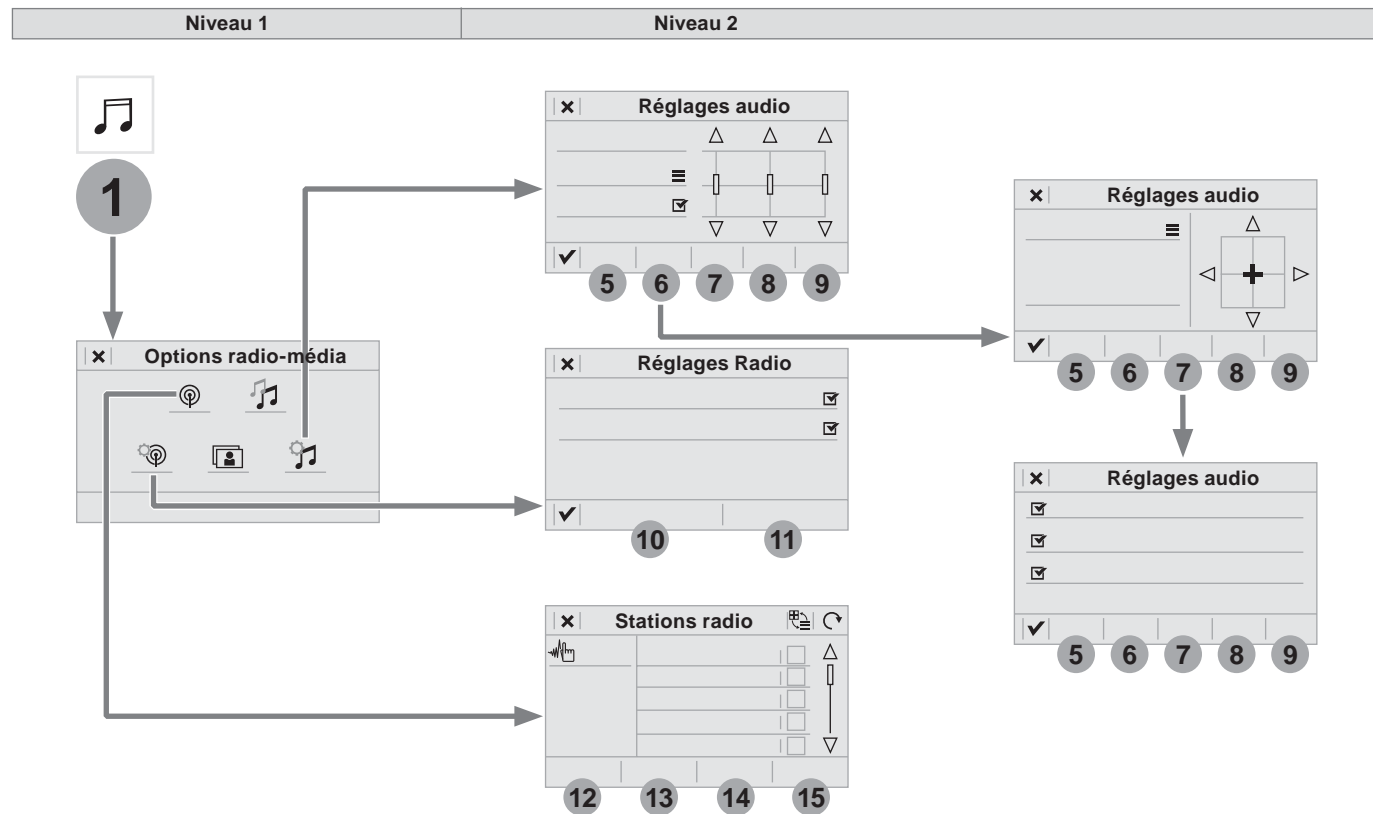 Niveau 1
Niveau 2
1
Réglages audio
5 6 7 8 9
Réglages audio
5 6 7 8 9
Options radio-média
Réglages Radio
10 11
Réglages audio
5 6 7 8 9
Stations radio
12 13 14 15